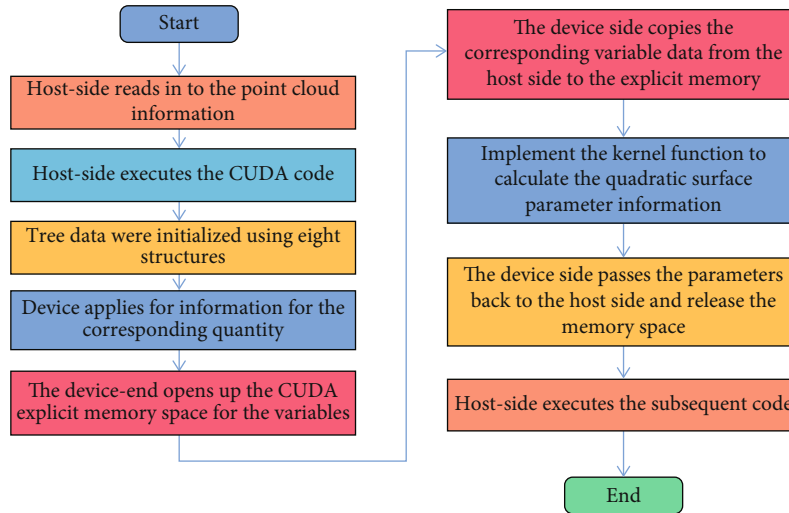 Start
Host-side reads in to the point cloud
information
Host-side executes the CUDA code
Tree data were initialized using eight
structures
Device applies for information for the
corresponding quantity
The device-end opens up the CUDA
explicit memory space for the variables
The device side copies the
corresponding variable data from the
host side to the explicit memory
Implement the kernel function to
calculate the quadratic surface
parameter information
The device side passes the parameters
back to the host side and release the
memory space
Host-side executes the subsequent code
End